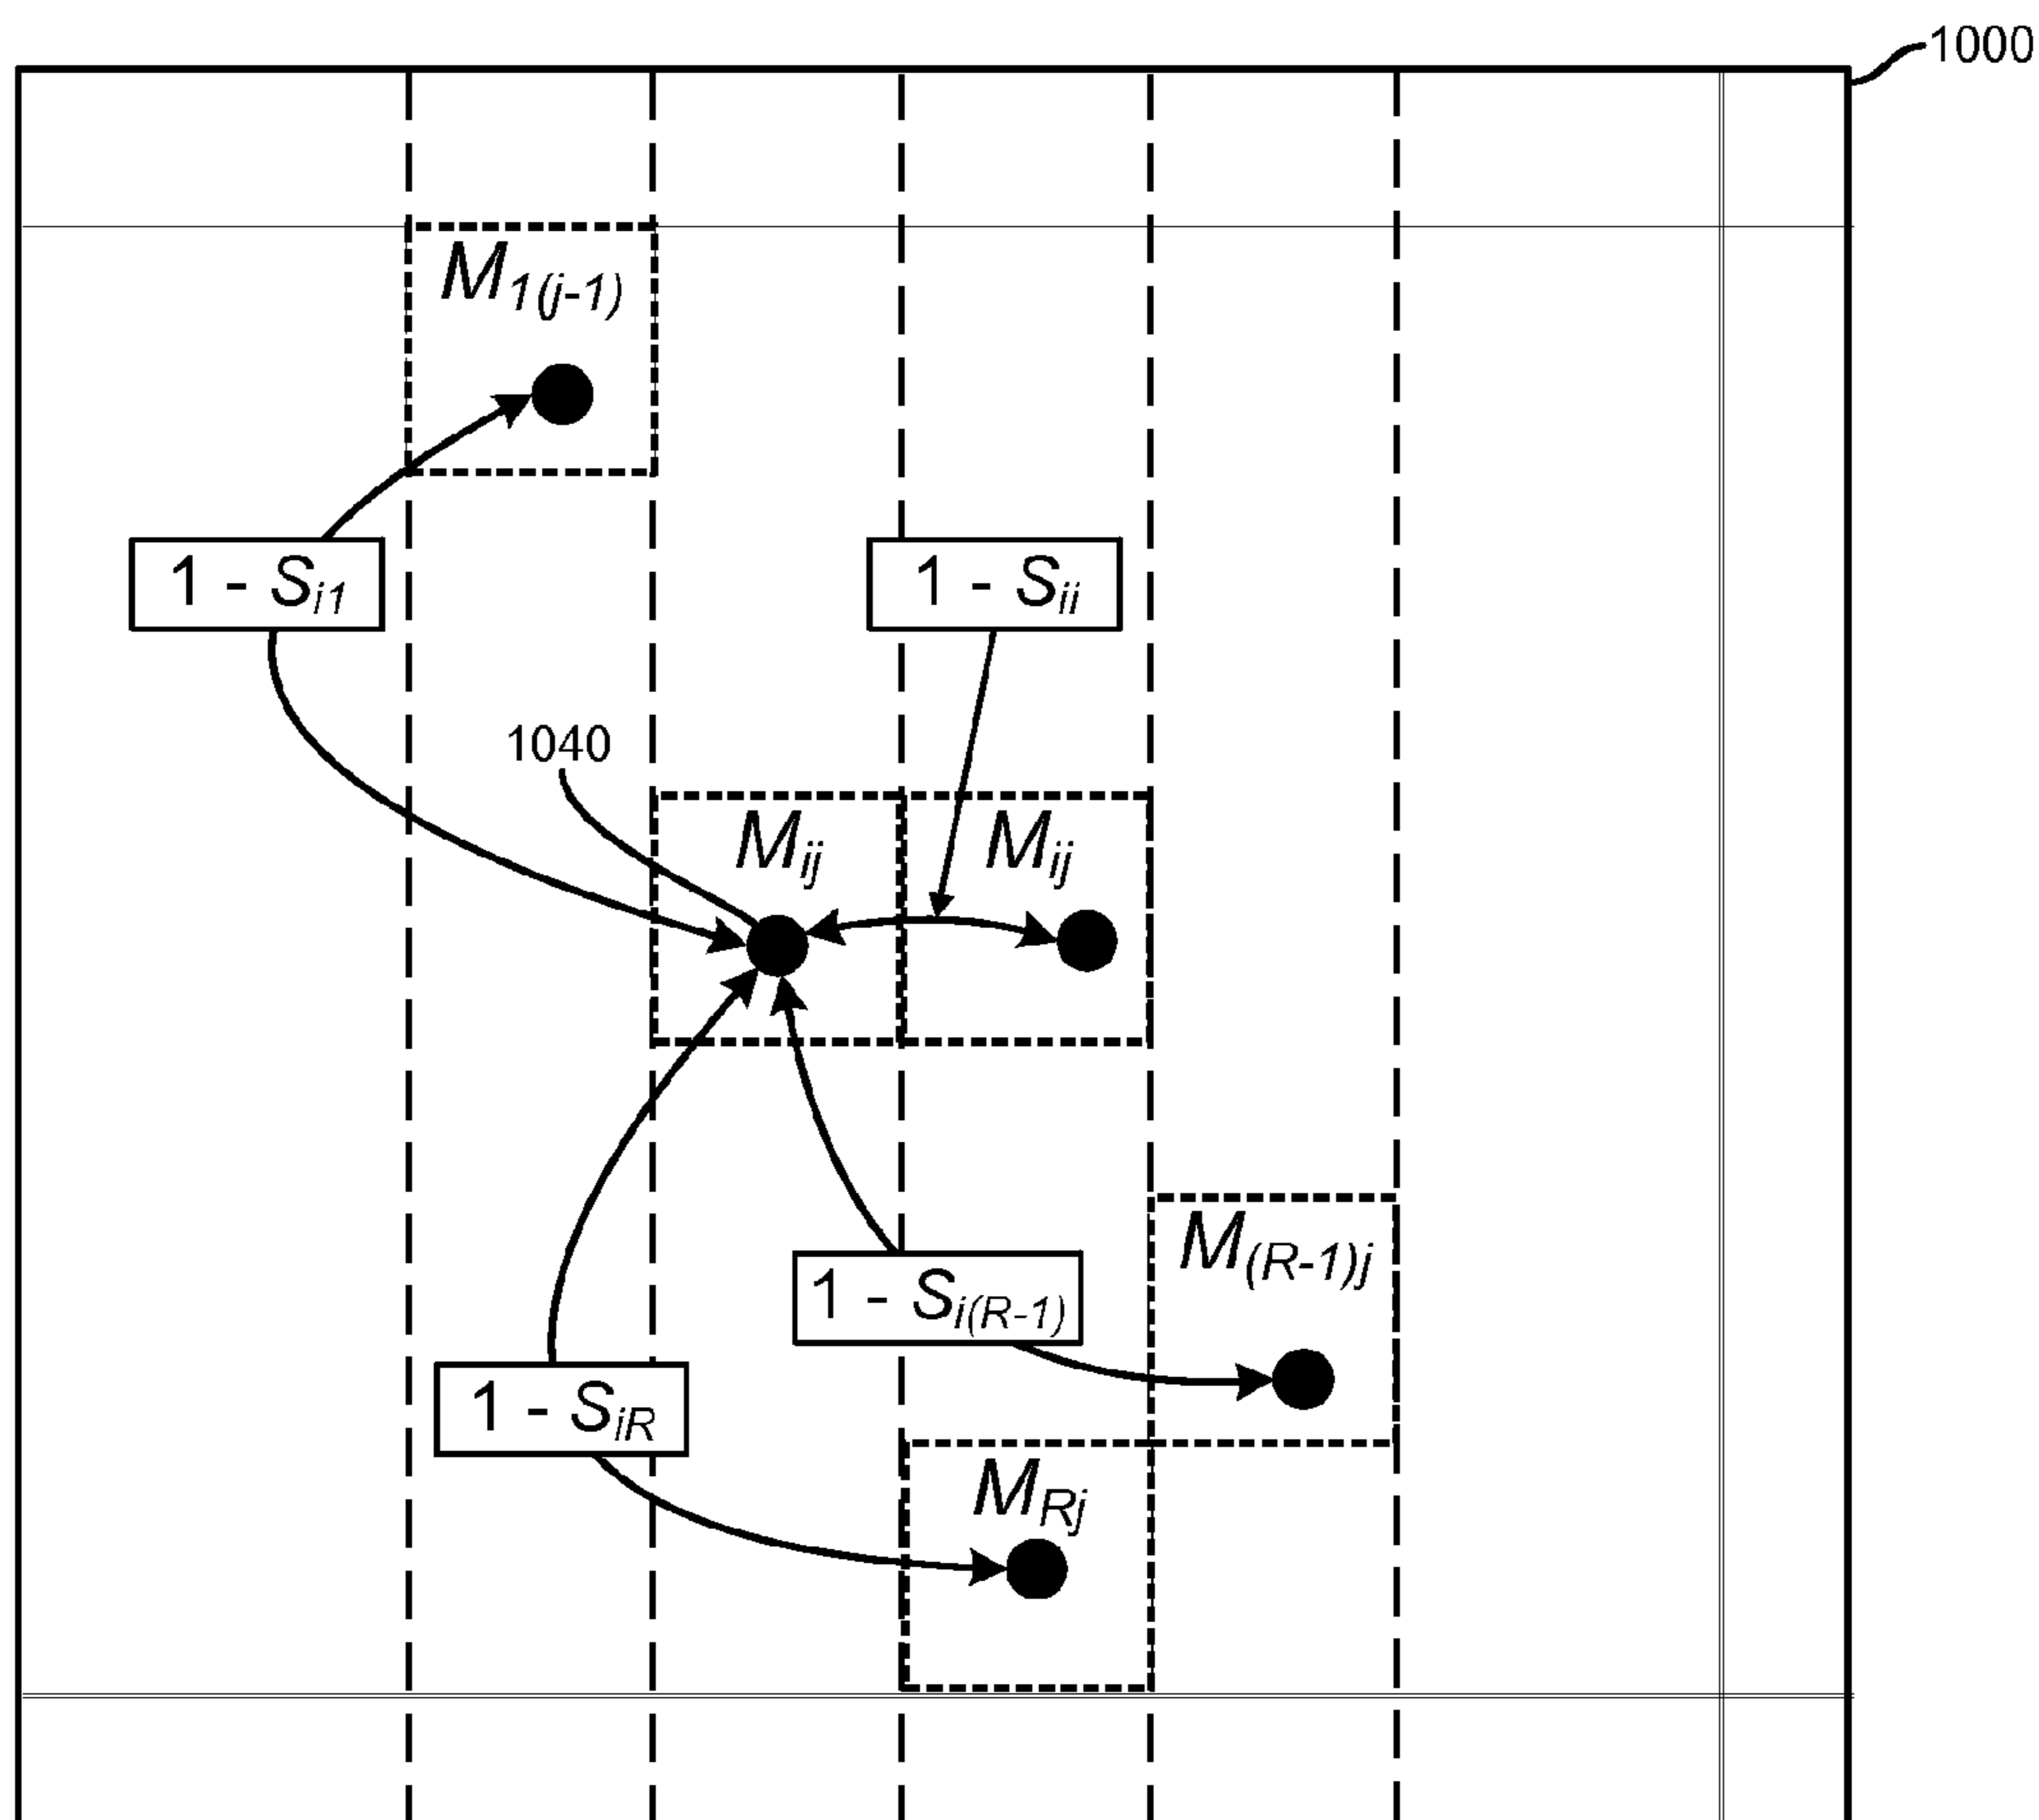 1000
M1(j-1)
1 - Si1
1 - Sii
1040
Mij
Mij
M(R-1)j
1 - Si(R-1)
1 - SiR
MRj